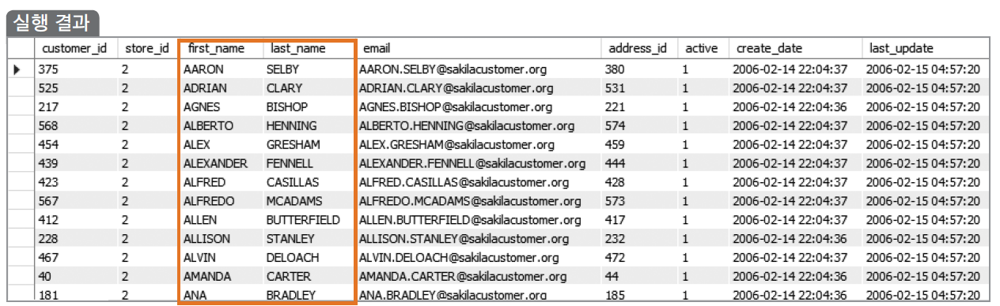 실행 결과
customer_id store_id first_name last_name email address_id active create_date last_update
375 2 AARON SELBY AARON.SELBY@sakilacustomer.org 380 1 2006-02-14 22:04:37 2006-02-15 04:57:20
525 2 ADRIAN CLARY ADRIAN.CLARY@sakilacustomer.org 531 1 2006-02-14 22:04:37 2006-02-15 04:57:20
217 2 AGNES BISHOP AGNES.BISHOP@sakilacustomer.org 221 1 2006-02-14 22:04:36 2006-02-15 04:57:20
568 2 ALBERTO HENNING ALBERTO.HENNING@sakilacustomer.org 574 1 2006-02-14 22:04:37 2006-02-15 04:57:20
454 2 ALEX GRESHAM ALEX.GRESHAM@sakilacustomer.org 459 1 2006-02-14 22:04:37 2006-02-15 04:57:20
439 2 ALEXANDER FENNELL ALEXANDER.FENNELL@sakilacustomer.org 444 1 2006-02-14 22:04:37 2006-02-15 04:57:20
423 2 ALFRED CASILLAS ALFRED.CASILLAS@sakilacustomer.org 428 1 2006-02-14 22:04:37 2006-02-15 04:57:20
567 2 ALFREDO MCADAMS ALFREDO.MCADAMS@sakilacustomer.org 573 1 2006-02-14 22:04:37 2006-02-15 04:57:20
412 2 ALLEN BUTTERFIELD ALLEN.BUTTERFIELD@sakilacustomer.org 417 1 2006-02-14 22:04:37 2006-02-15 04:57:20
228 2 ALLISON STANLEY ALLISON.STANLEY@sakilacustomer.org 232 1 2006-02-14 22:04:36 2006-02-15 04:57:20
467 2 ALVIN DELOACH ALVIN.DELOACH@sakilacustomer.org 472 1 2006-02-14 22:04:37 2006-02-15 04:57:20
40 2 AMANDA CARTER AMANDA.CARTER@sakilacustomer.org 44 1 2006-02-14 22:04:36 2006-02-15 04:57:20
181 2 ANA BRADLEY ANA.BRADLEY@sakilacustomer.org 185 1 2006-02-14 22:04:36 2006-02-15 04:57:20